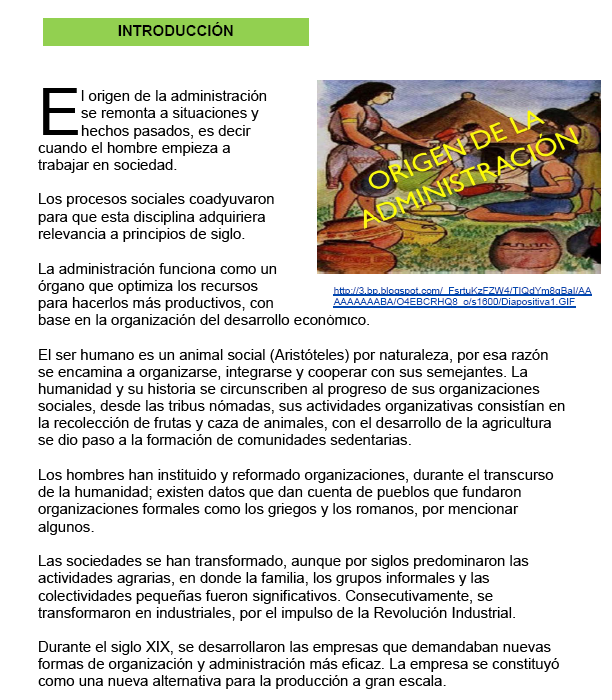 INTRODUCCIÓN
El origen de la administración
se remonta a situaciones y
hechos pasados, es decir
cuando el hombre empieza a
trabajar en sociedad.
Los procesos sociales coadyuvaron
para que esta disciplina adquiriera
relevancia a principios de siglo.
La administración funciona como un
órgano que optimiza los recursos
para hacerlos más productivos, con
base en la organización del desarrollo económico.
ORIGEN DE LA
ADMINISTRACIÓN
http://3.bp.blogspot.com/_FsrtuKzFZW4/TIQdYm8qBaI/AA
AAAAAAABA/O4EBCRHQ8_o/s1600/Diapositiva1.GIF
El ser humano es un animal social (Aristóteles) por naturaleza, por esa razón
se encamina a organizarse, integrarse y cooperar con sus semejantes. La
humanidad y su historia se circunscriben al progreso de sus organizaciones
sociales, desde las tribus nómadas, sus actividades organizativas consistían en
la recolección de frutas y caza de animales, con el desarrollo de la agricultura
se dio paso a la formación de comunidades sedentarias.
Los hombres han instituido y reformado organizaciones, durante el transcurso
de la humanidad; existen datos que dan cuenta de pueblos que fundaron
organizaciones formales como los griegos y los romanos, por mencionar
algunos.
Las sociedades se han transformado, aunque por siglos predominaron las
actividades agrarias, en donde la familia, los grupos informales y las
colectividades pequeñas fueron significativos. Consecutivamente, se
transformaron en industriales, por el impulso de la Revolución Industrial.
Durante el siglo XIX, se desarrollaron las empresas que demandaban nuevas
formas de organización y administración más eficaz. La empresa se constituyó
como una nueva alternativa para la producción a gran escala.